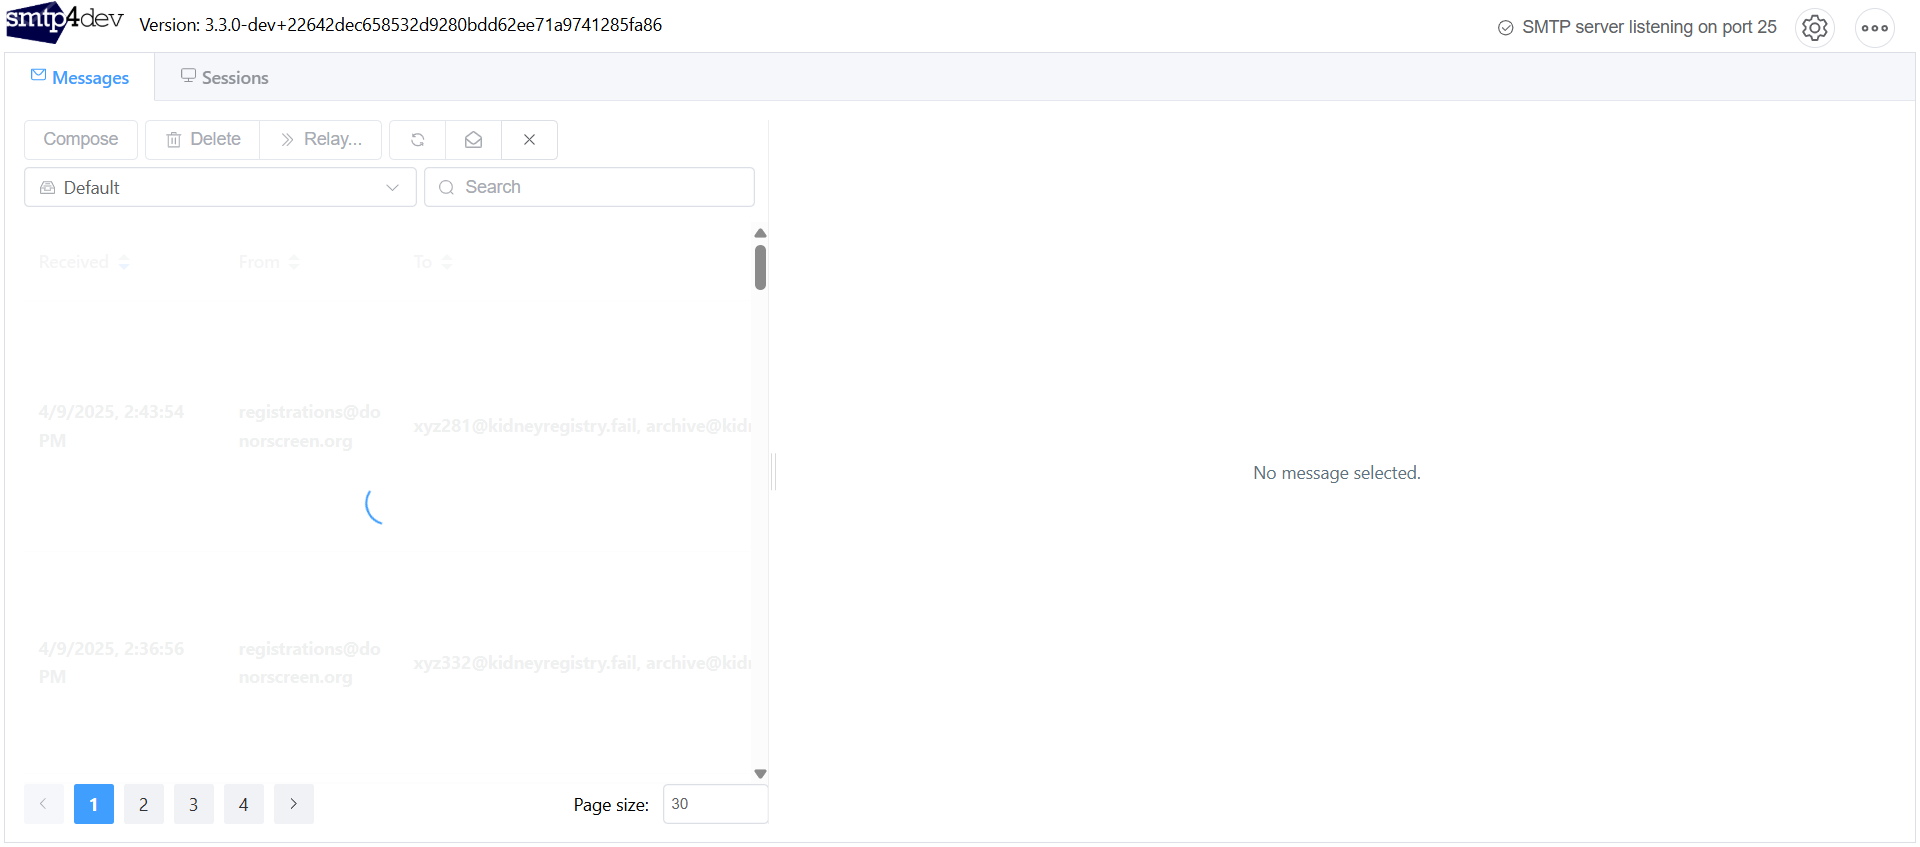 smtp4dev Version: 3.3.0-dev+22642dec658532d9280bdd62ee71a9741285fa86 SMTP server listening on port 25
Messages Sessions
Compose Delete Relay...
Default Search
Received From To
4/9/2025, 2:43:54 PM registrations@donorscreen.org xyz281@kidneyregistry.fail, archive@kid
4/9/2025, 2:36:56 PM registrations@donorscreen.org xyz332@kidneyregistry.fail, archive@kid
No message selected.
1 2 3 4 Page size: 30